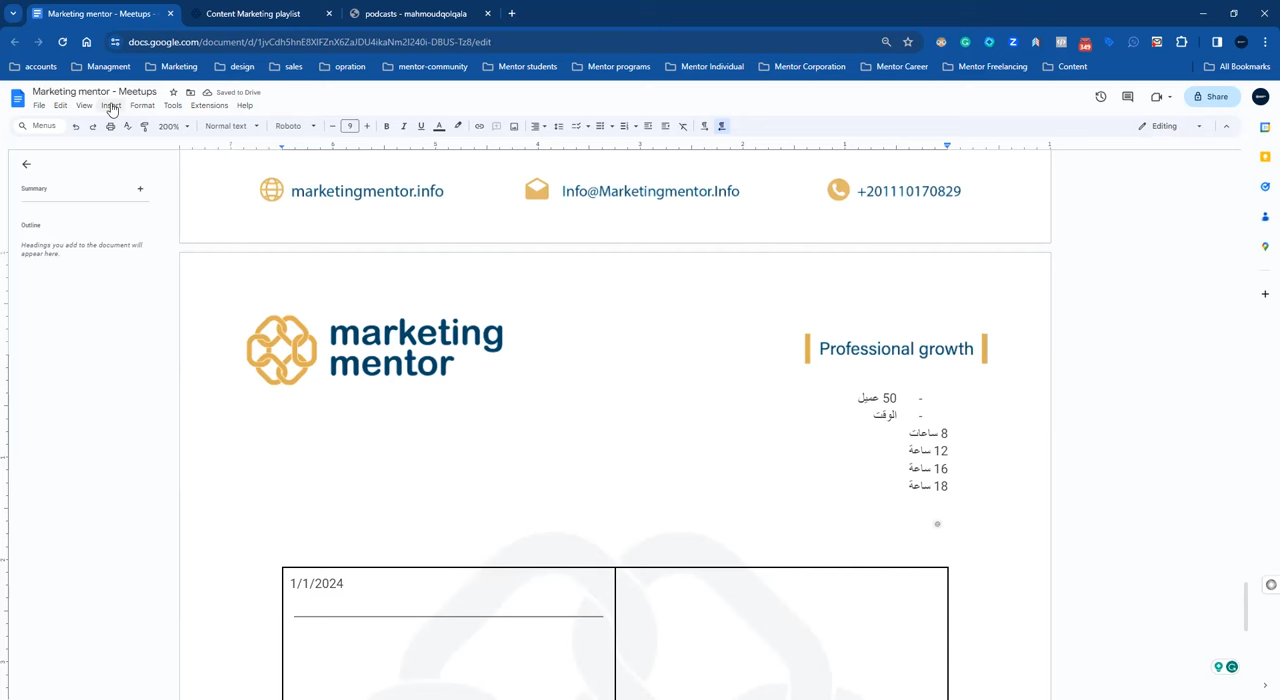 Marketing mentor - Meetups -
Content Marketing playlist
podcasts - mahmoudqolqala
docs.google.com/document/d/1jvCdh5hnE8XIFZnX6ZaJDU4ikaNm2I240i-DBUS-Tz8/edit
349
accounts
Managment
Marketing
design
sales
opration
mentor-community
Mentor students
Mentor programs
Mentor Individual
Mentor Corporation
Mentor Career
Mentor Freelancing
Content
All Bookmarks
Marketing mentor - Meetups
Saved to Drive
File Edit View Insert Format Tools Extensions Help
Share
Menus
200%
Normal text
Roboto
9
Editing
Summary
Outline
Headings you add to the document will
appear here.
marketingmentor.info
Info@Marketingmentor.Info
+201110170829
marketing
mentor
Professional growth
- 50 عميل
- الوقت
8 ساعات
12 ساعة
16 ساعة
18 ساعة
1/1/2024